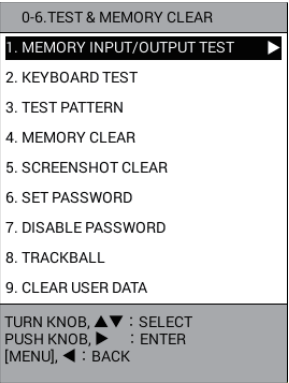 0-6.TEST & MEMORY CLEAR
1. MEMORY INPUT/OUTPUT TEST ▶
2. KEYBOARD TEST
3. TEST PATTERN
4. MEMORY CLEAR
5. SCREENSHOT CLEAR
6. SET PASSWORD
7. DISABLE PASSWORD
8. TRACKBALL
9. CLEAR USER DATA
TURN KNOB, ▲▼ : SELECT
PUSH KNOB, ▶ : ENTER
[MENU], ◀ : BACK